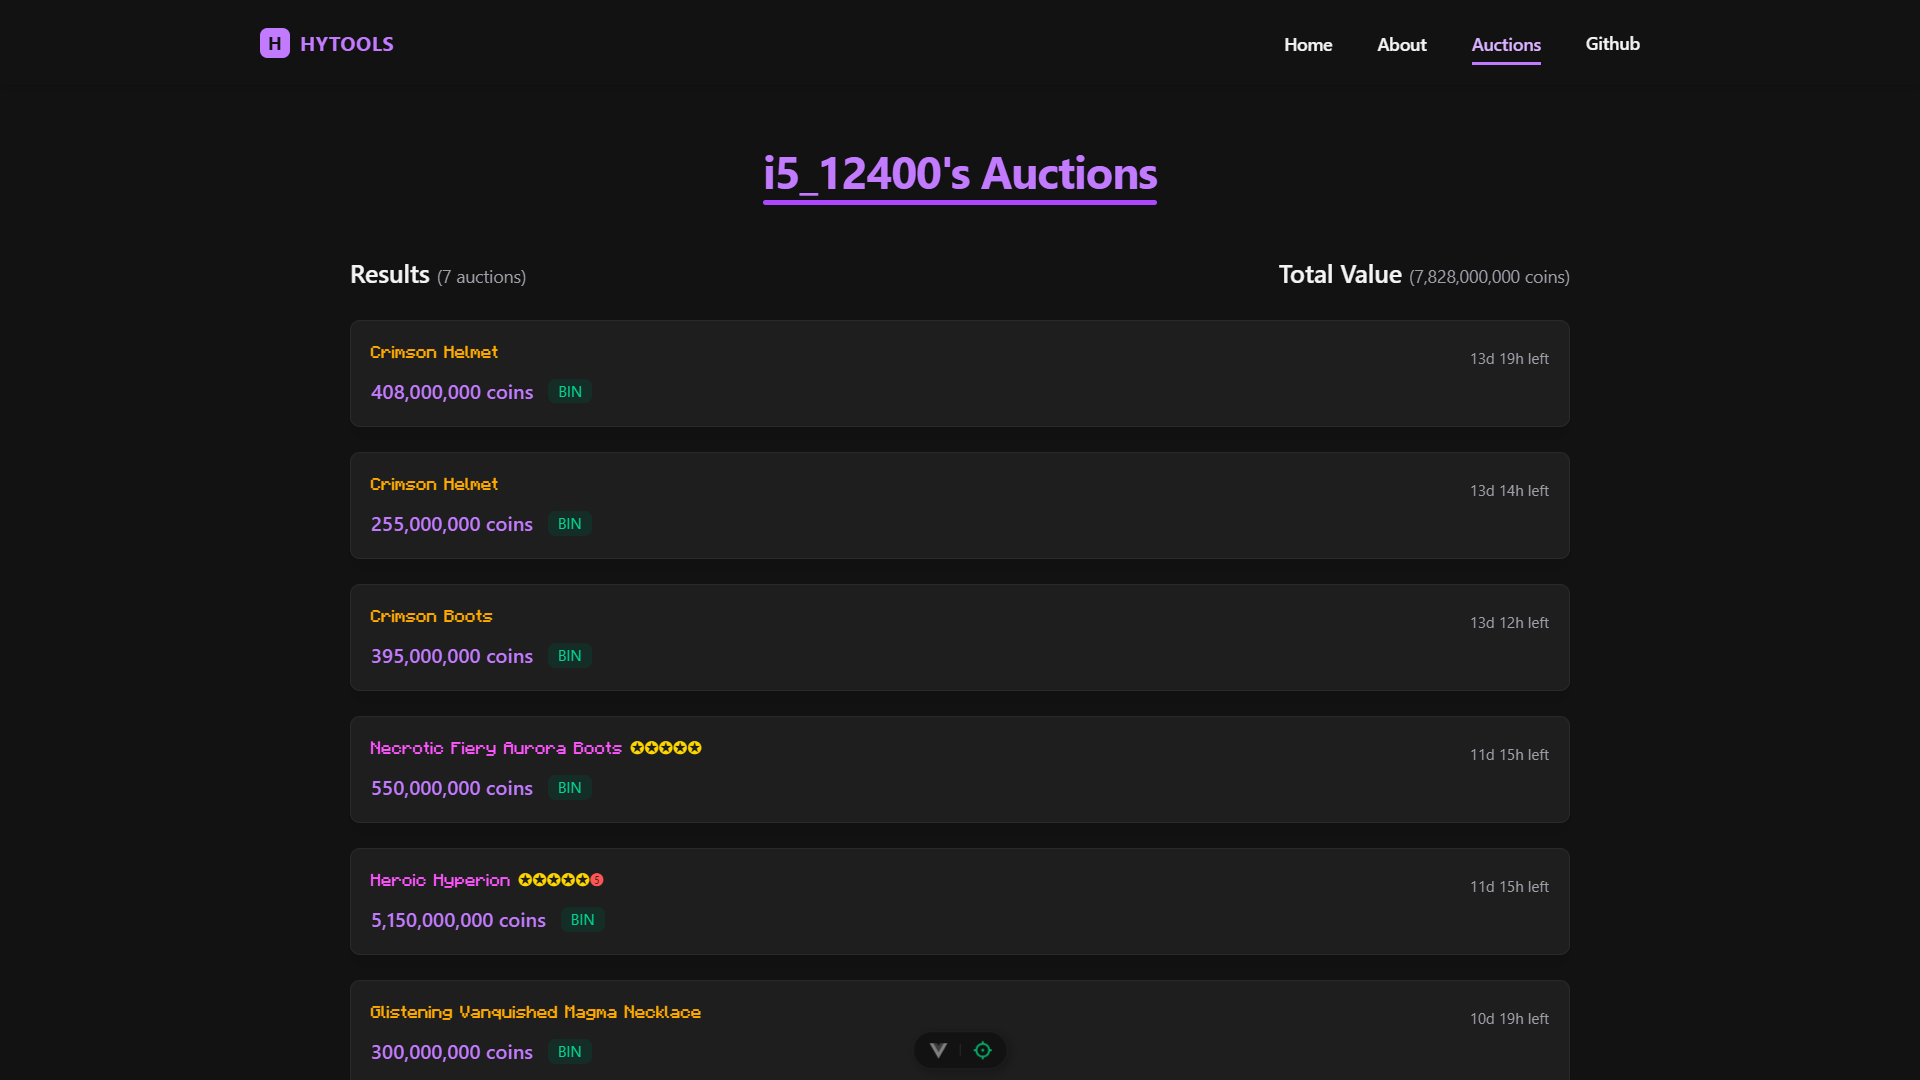 H HYTOOLS
Home About Auctions Github
i5_12400's Auctions
Results (7 auctions)
Total Value (7,828,000,000 coins)
Crimson Helmet
13d 19h left
408,000,000 coins BIN
Crimson Helmet
13d 14h left
255,000,000 coins BIN
Crimson Boots
13d 12h left
395,000,000 coins BIN
Necrotic Fiery Aurora Boots ✪✪✪✪✪
11d 15h left
550,000,000 coins BIN
Heroic Hyperion ✪✪✪✪✪➎
11d 15h left
5,150,000,000 coins BIN
Glistening Vanquished Magma Necklace
10d 19h left
300,000,000 coins BIN